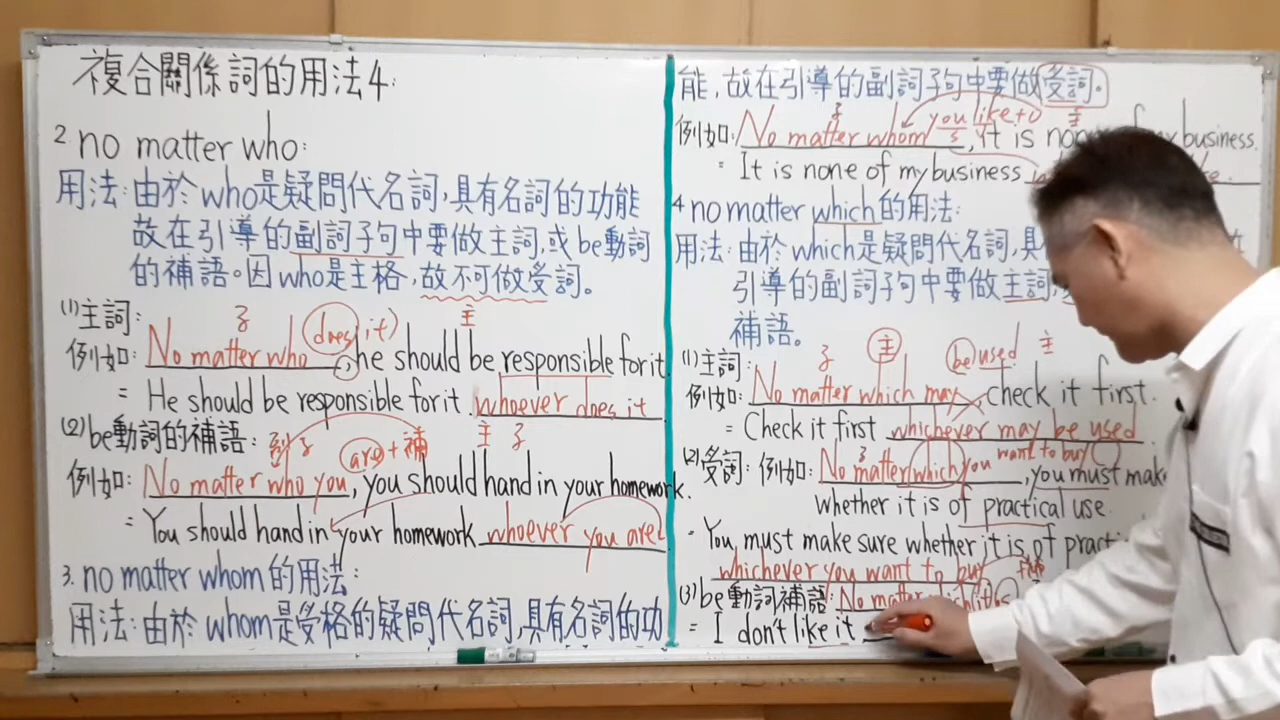 複合關係詞的用法4:
2 no matter who:
用法:由於who是疑問代名詞,具有名詞的功能
故在引導的副詞子句中要做主詞,或be動詞
的補語。因who是主格,故不可做受詞。
(1)主詞:
子 主
例如: No matter who does it), he should be responsible for it.
= He should be responsible for it whoever does it
(2)be動詞的補語:
子 are+補 主 子
例如: No matter who you, you should hand in your homework.
= You should hand in your homework whoever you are
3. no matter whom的用法:
用法:由於whom是受格的疑問代名詞,具有名詞的功
能,故在引導的副詞子句中要做受詞。
子 you like to 主
例如: No matter whom, it is none my business.
= It is none of my business
4 no matter which的用法:
用法:由於which是疑問代名詞,具
引導的副詞子句中要做主詞,
補語。
(1)主詞:
子 主 be used 主
例如: No matter which may, check it first.
= Check it first whichever may be used
(2)受詞: 例如: No matter which you want to buy, you must make
whether it is of practical use.
= You must make sure whether it is of practi
whichever you want to buy
(3)be動詞補語: No matter
= I don't like it